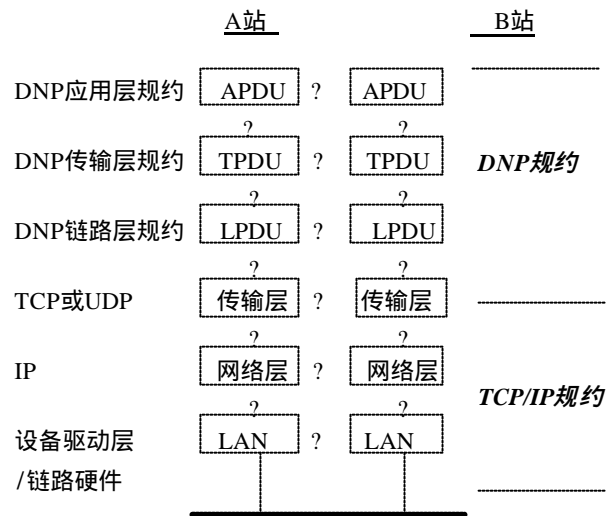 A站 B站
DNP应用层规约 APDU ? APDU
? ?
DNP传输层规约 TPDU ? TPDU DNP规约
? ?
DNP链路层规约 LPDU ? LPDU
? ?
TCP或UDP 传输层 ? 传输层
? ?
IP 网络层 ? 网络层
TCP/IP规约
? ?
设备驱动层 LAN ? LAN
/链路硬件